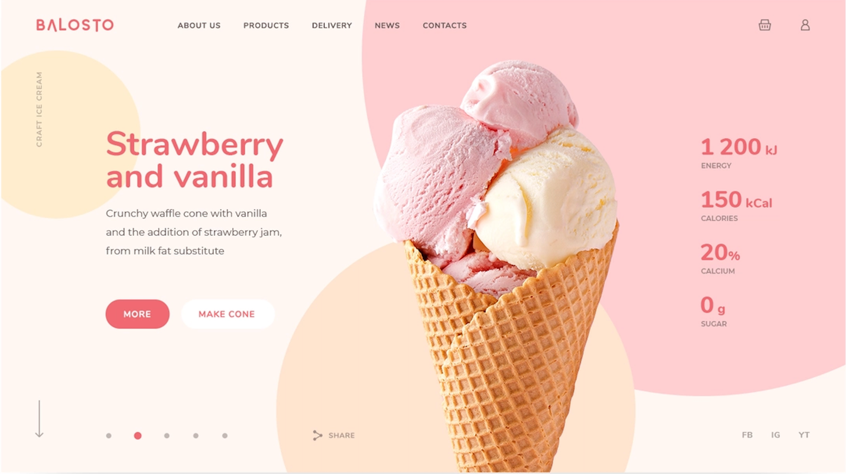 BALOSTO
ABOUT US
PRODUCTS
DELIVERY
NEWS
CONTACTS
CRAFT ICE CREAM
Strawberry
and vanilla
Crunchy waffle cone with vanilla
and the addition of strawberry jam,
from milk fat substitute
MORE
MAKE CONE
1 200 kJ
ENERGY
150 kCal
CALORIES
20%
CALCIUM
0 g
SUGAR
SHARE
FB
IG
YT